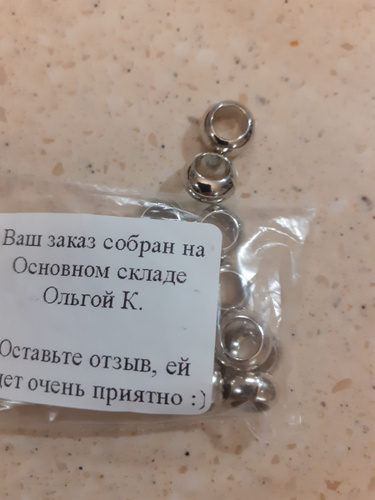 Ваш заказ собран на
Основном складе
Ольгой К.
Оставьте отзыв, ей
очень приятно :)